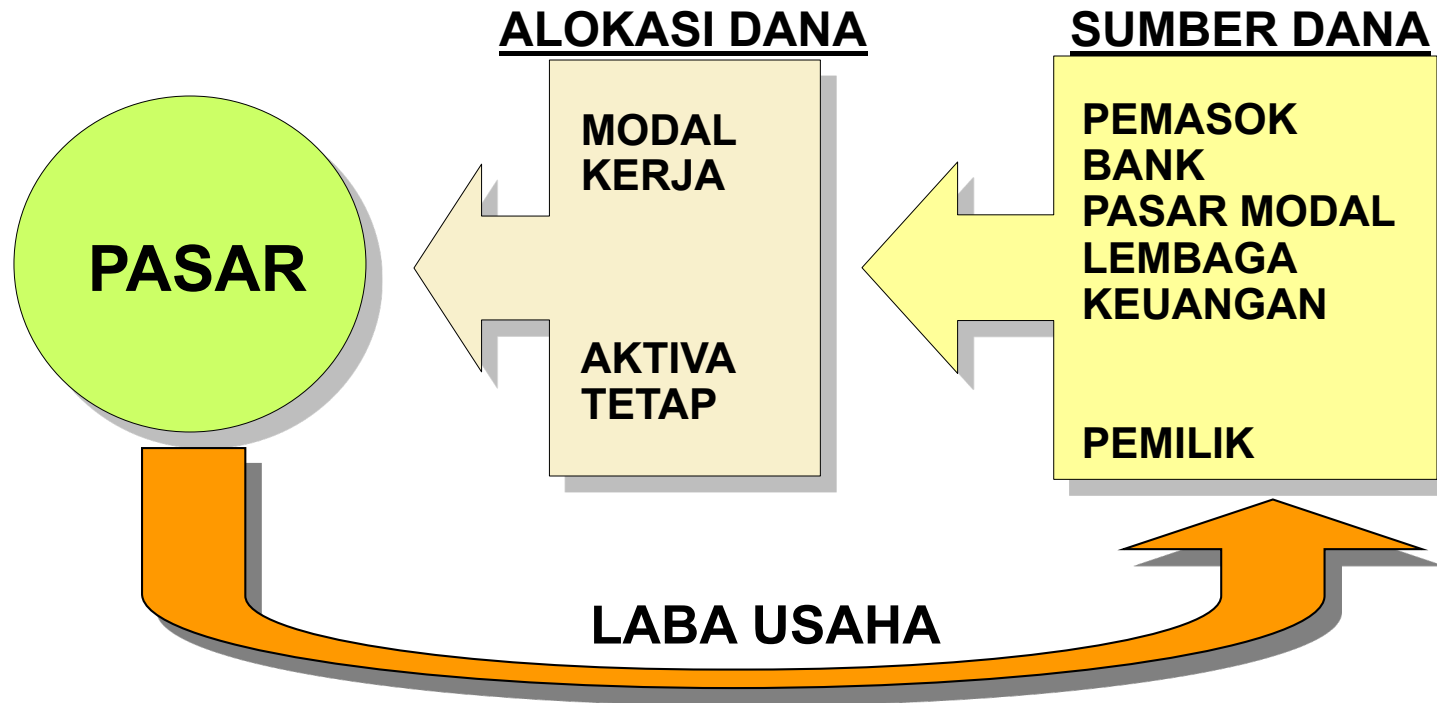 ALOKASI DANA
SUMBER DANA
PASAR
MODAL
KERJA
AKTIVA
TETAP
PEMASOK
BANK
PASAR MODAL
LEMBAGA
KEUANGAN
PEMILIK
LABA USAHA